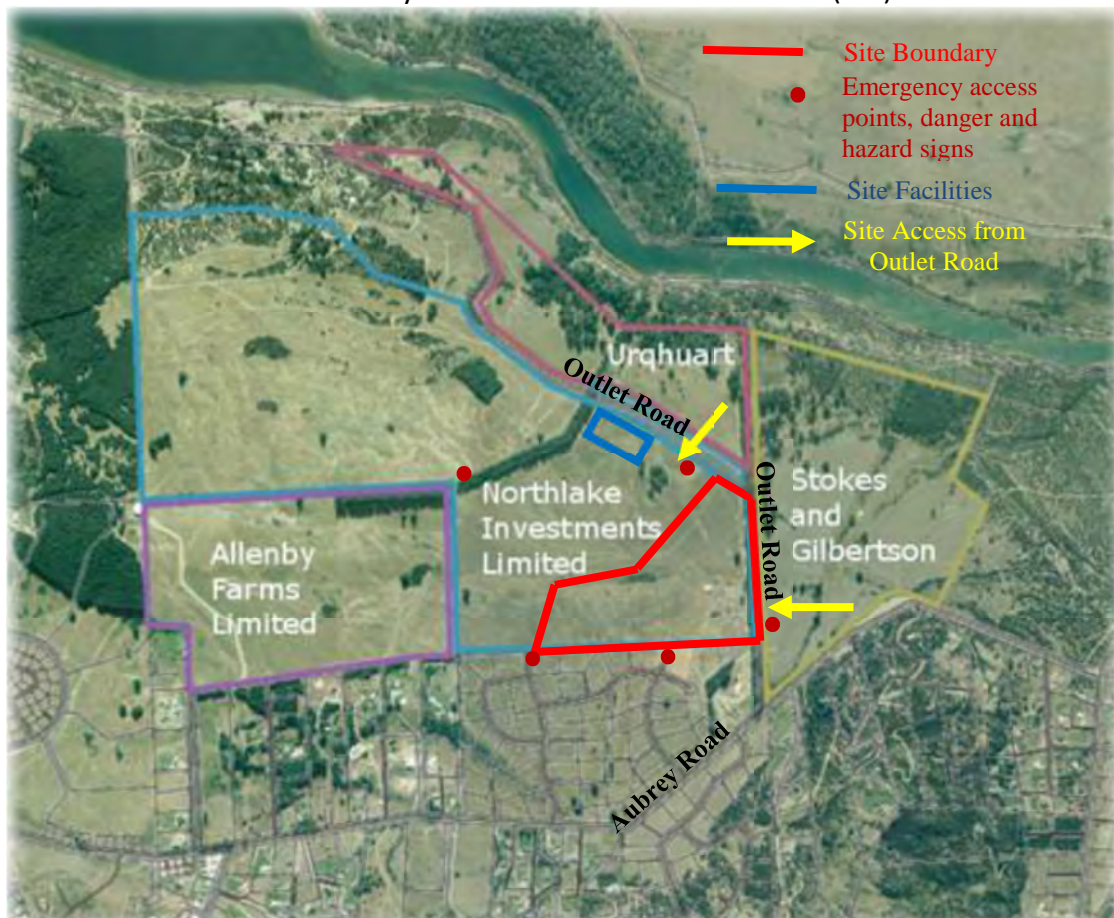 Site Boundary
Emergency access
points, danger and
hazard signs
Site Facilities
Site Access from
Outlet Road
Urqhuart
Outlet Road
Outlet Road
Stokes
and
Gilbertson
Northlake
Investments
Limited
Allenby
Farms
Limited
Aubrey Road